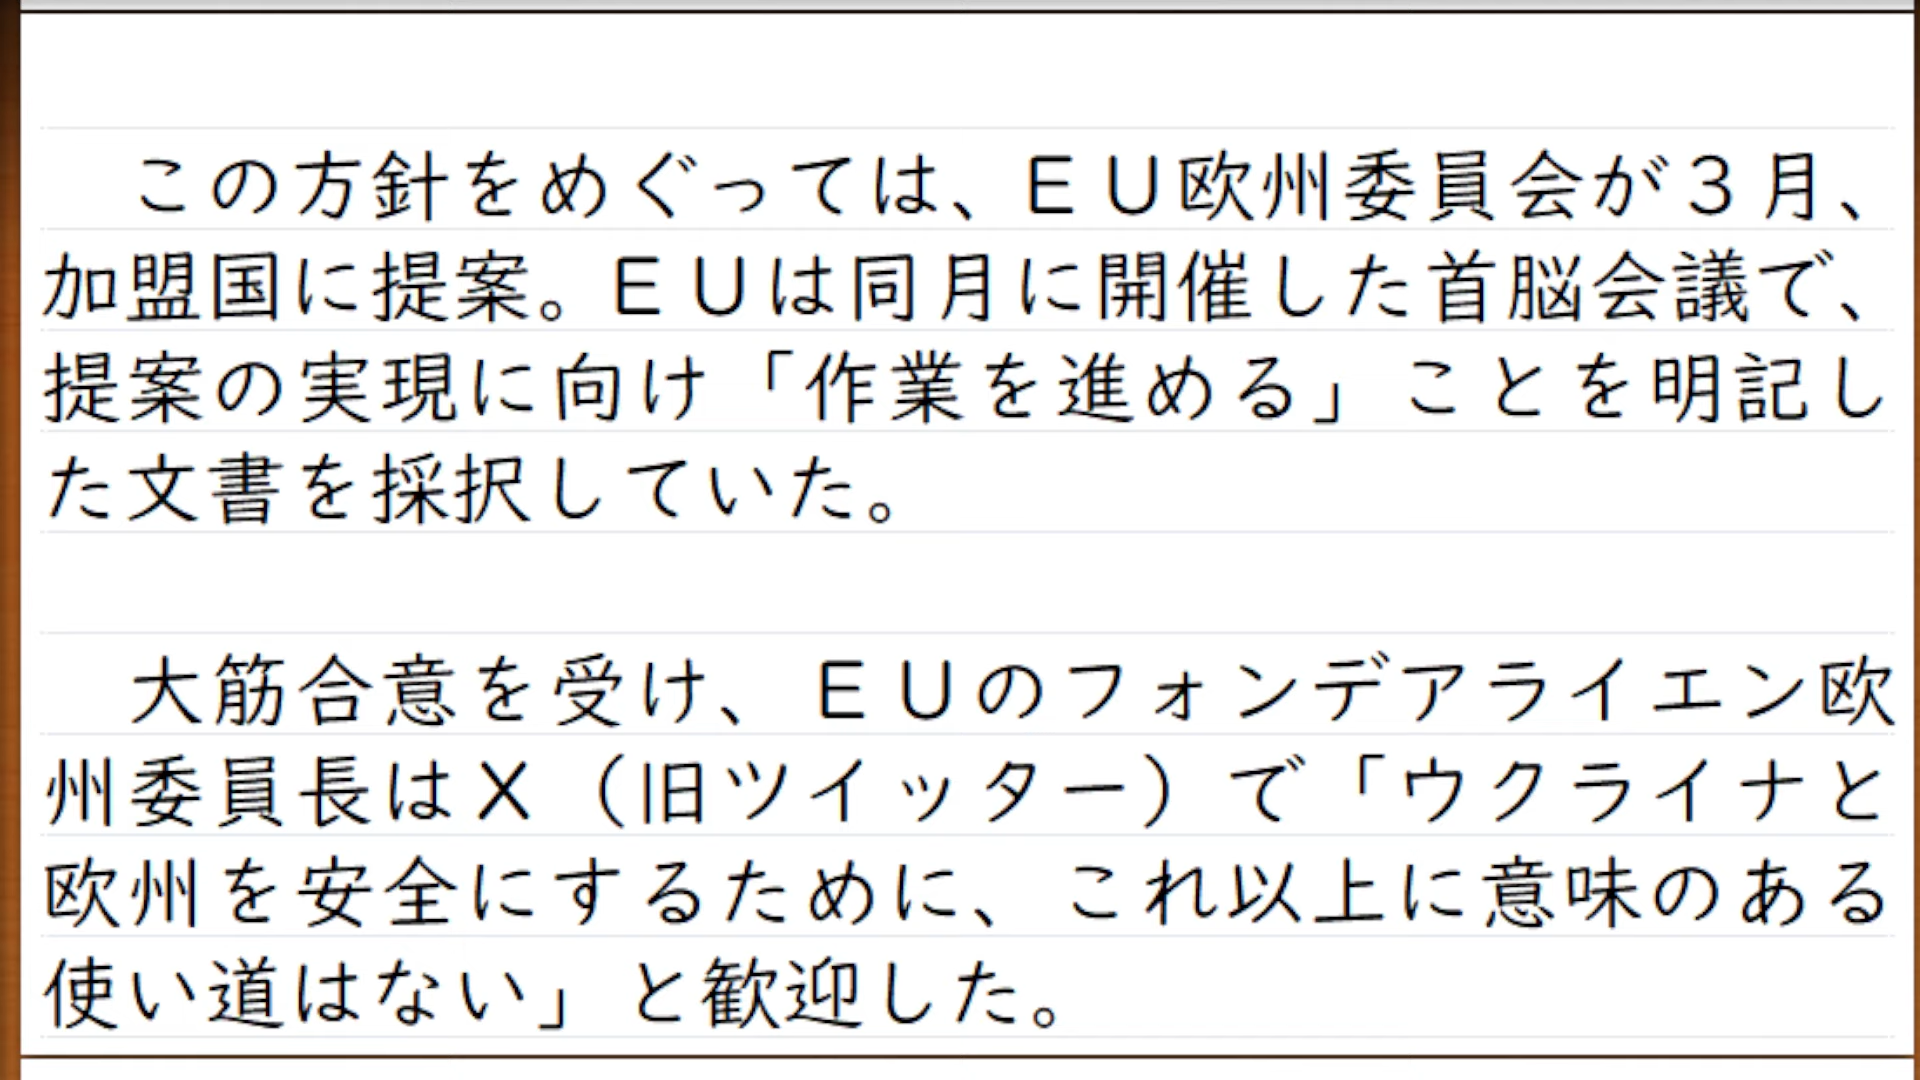 この方針をめぐっては、ＥＵ欧州委員会が３月、
加盟国に提案。ＥＵは同月に開催した首脳会議で、
提案の実現に向け「作業を進める」ことを明記し
た文書を採択していた。
大筋合意を受け、ＥＵのフォンデアライエン欧
州委員長はＸ（旧ツイッター）で「ウクライナと
欧州を安全にするために、これ以上に意味のある
使い道はない」と歓迎した。